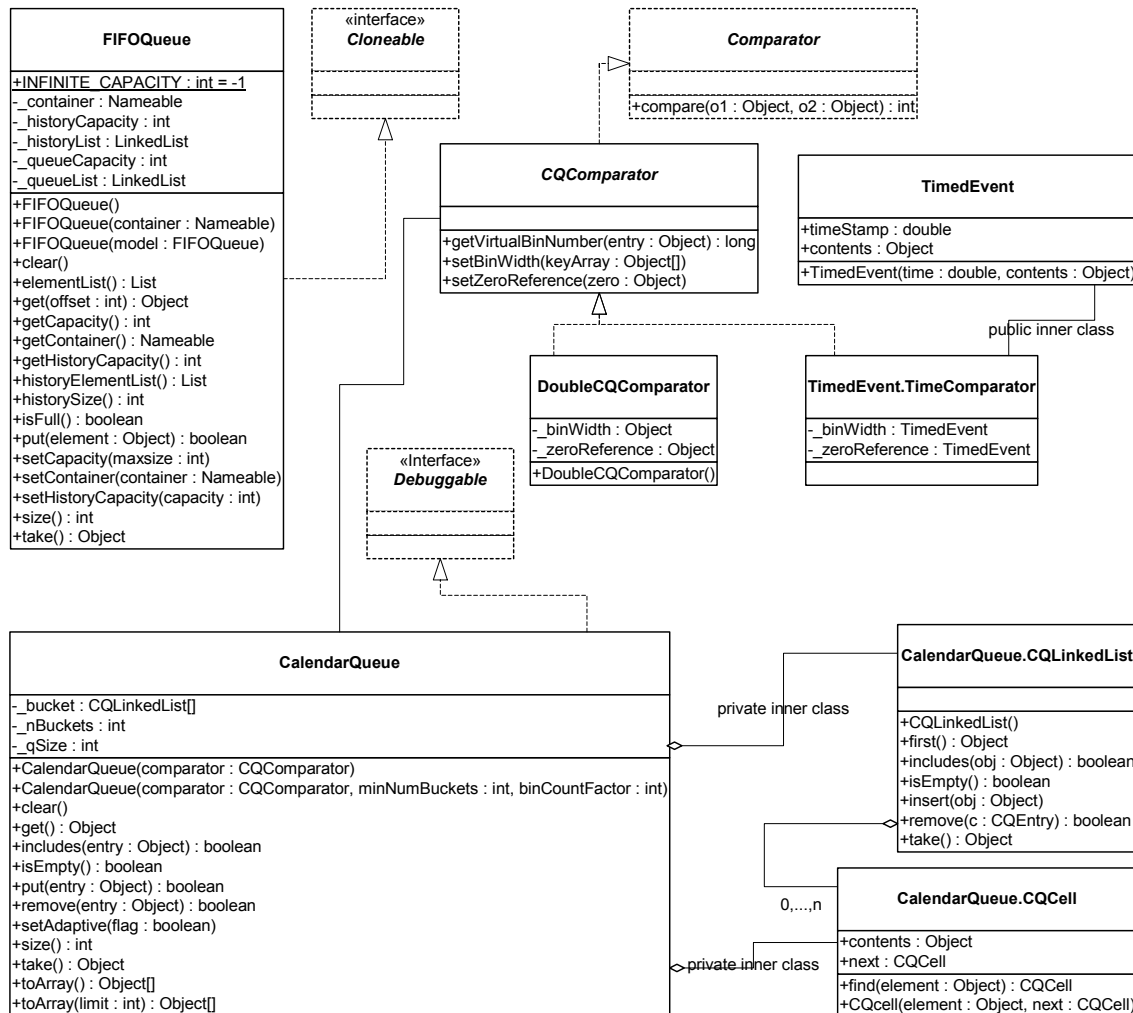 FIFOQueue
+INFINITE_CAPACITY : int = -1
-_container : Nameable
-_historyCapacity : int
-_historyList : LinkedList
-_queueCapacity : int
-_queueList : LinkedList
+FIFOQueue()
+FIFOQueue(container : Nameable)
+FIFOQueue(model : FIFOQueue)
+clear()
+elementList() : List
+get(offset : int) : Object
+getCapacity() : int
+getContainer() : Nameable
+getHistoryCapacity() : int
+historyElementList() : List
+historySize() : int
+isFull() : boolean
+put(element : Object) : boolean
+setCapacity(maxsize : int)
+setContainer(container : Nameable)
+setHistoryCapacity(capacity : int)
+size() : int
+take() : Object
«interface»
Cloneable
Comparator
+compare(o1 : Object, o2 : Object) : int
CQComparator
+getVirtualBinNumber(entry : Object) : long
+setBinWidth(keyArray : Object[])
+setZeroReference(zero : Object)
TimedEvent
+timeStamp : double
+contents : Object
+TimedEvent(time : double, contents : Object)
public inner class
DoubleCQComparator
-_binWidth : Object
-_zeroReference : Object
+DoubleCQComparator()
TimedEvent.TimeComparator
-_binWidth : TimedEvent
-_zeroReference : TimedEvent
«Interface»
Debuggable
CalendarQueue
-_bucket : CQLinkedList[]
-_nBuckets : int
-_qSize : int
+CalendarQueue(comparator : CQComparator)
+CalendarQueue(comparator : CQComparator, minNumBuckets : int, binCountFactor : int)
+clear()
+get() : Object
+includes(entry : Object) : boolean
+isEmpty() : boolean
+put(entry : Object) : boolean
+remove(entry : Object) : boolean
+setAdaptive(flag : boolean)
+size() : int
+take() : Object
+toArray() : Object[]
+toArray(limit : int) : Object[]
private inner class
CalendarQueue.CQLinkedList
+CQLinkedList()
+first() : Object
+includes(obj : Object) : boolean
+isEmpty() : boolean
+insert(obj : Object)
+remove(c : CQEntry) : boolean
+take() : Object
0,...,n
private inner class
CalendarQueue.CQCell
+contents : Object
+next : CQCell
+find(element : Object) : CQCell
+CQcell(element : Object, next : CQCell)